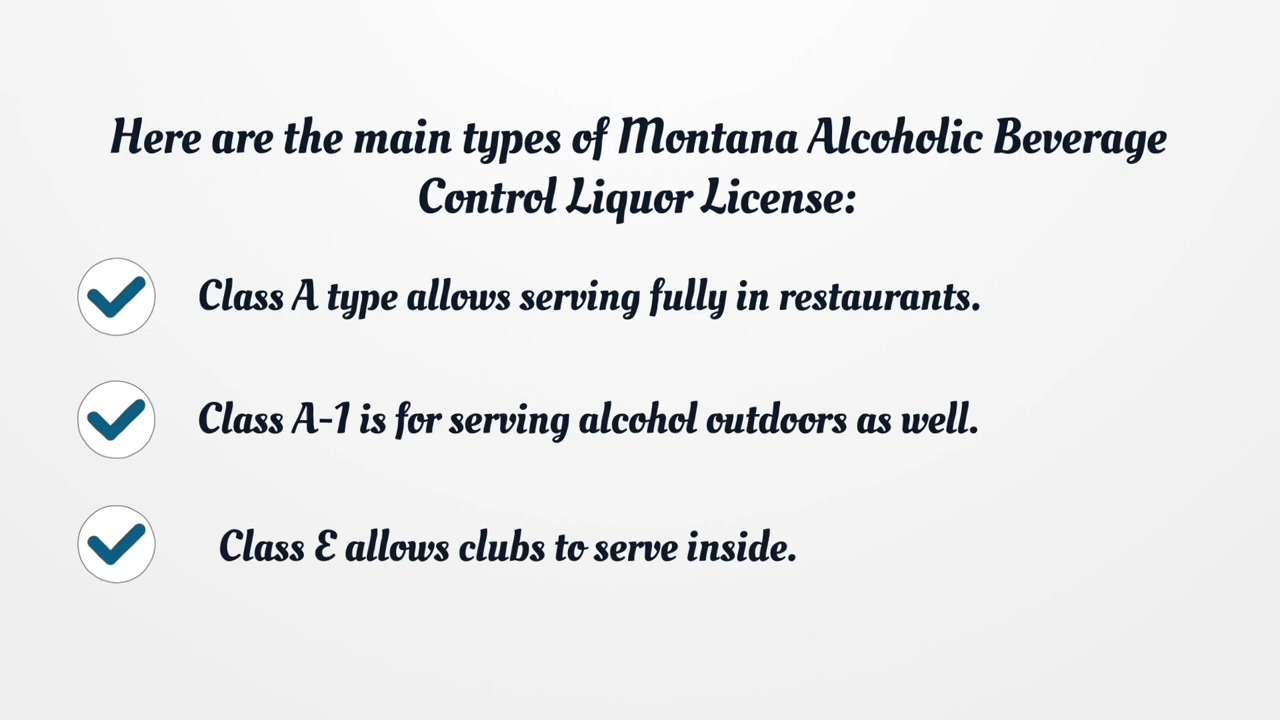 Here are the main types of Montana Alcoholic Beverage
Control Liquor License:
Class A type allows serving fully in restaurants.
Class A-1 is for serving alcohol outdoors as well.
Class E allows clubs to serve inside.